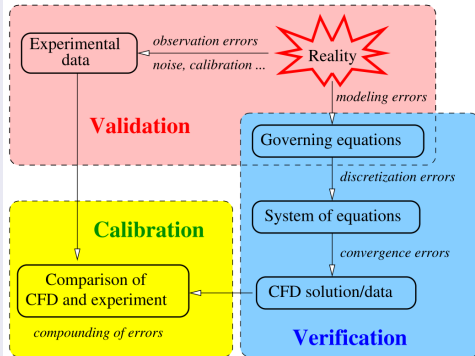 Experimental
data
observation errors
noise, calibration ...
Reality
modeling errors
Validation
Governing equations
discretization errors
System of equations
Calibration
convergence errors
Comparison of
CFD and experiment
CFD solution/data
compounding of errors
Verification